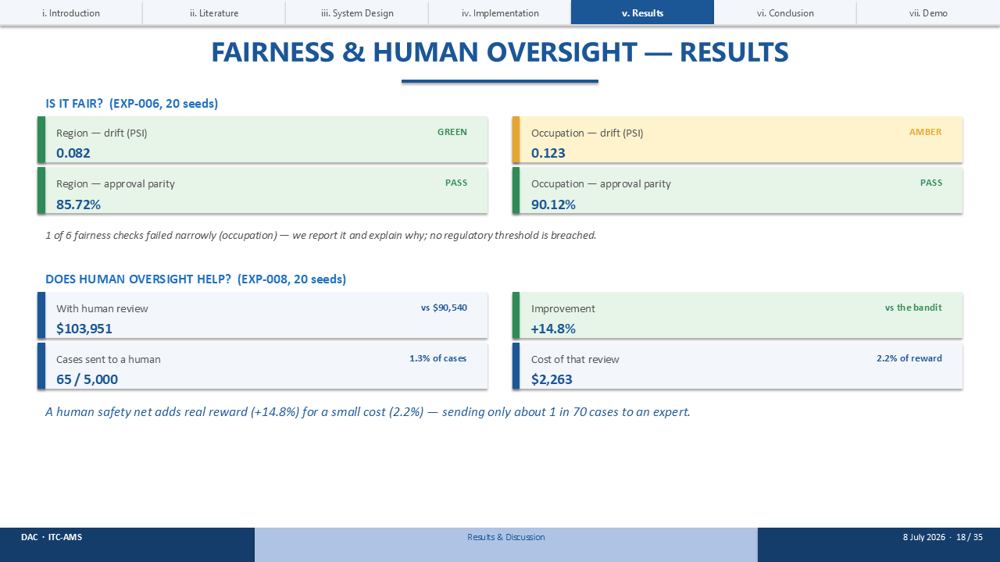 i. Introduction
ii. Literature
iii. System Design
iv. Implementation
v. Results
vi. Conclusion
vii. Demo
FAIRNESS & HUMAN OVERSIGHT — RESULTS
IS IT FAIR?  (EXP-006, 20 seeds)
Region — drift (PSI)
GREEN
0.082
Occupation — drift (PSI)
AMBER
0.123
Region — approval parity
PASS
85.72%
Occupation — approval parity
PASS
90.12%
1 of 6 fairness checks failed narrowly (occupation) — we report it and explain why; no regulatory threshold is breached.
DOES HUMAN OVERSIGHT HELP?  (EXP-008, 20 seeds)
With human review
vs $90,540
$103,951
Improvement
vs the bandit
+14.8%
Cases sent to a human
1.3% of cases
65 / 5,000
Cost of that review
2.2% of reward
$2,263
A human safety net adds real reward (+14.8%) for a small cost (2.2%) — sending only about 1 in 70 cases to an expert.
DAC · ITC-AMS
Results & Discussion
8 July 2026 · 18 / 35